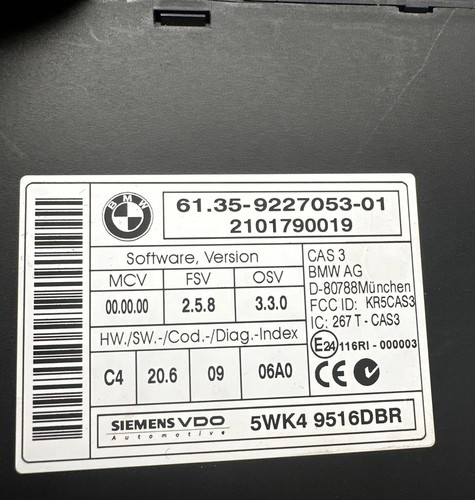 BMW
61.35-9227053-01
2101790019
Software, Version
MCV FSV OSV
00.00.00 2.5.8 3.3.0
HW./SW.-/Cod.-/Diag.-Index
C4 20.6 09 06A0
CAS 3
BMW AG
D-80788München
FCC ID: KR5CAS3
IC: 267 T - CAS3
E24 116RI - 000003
CE
SIEMENS VDO
Automotive
5WK4 9516DBR